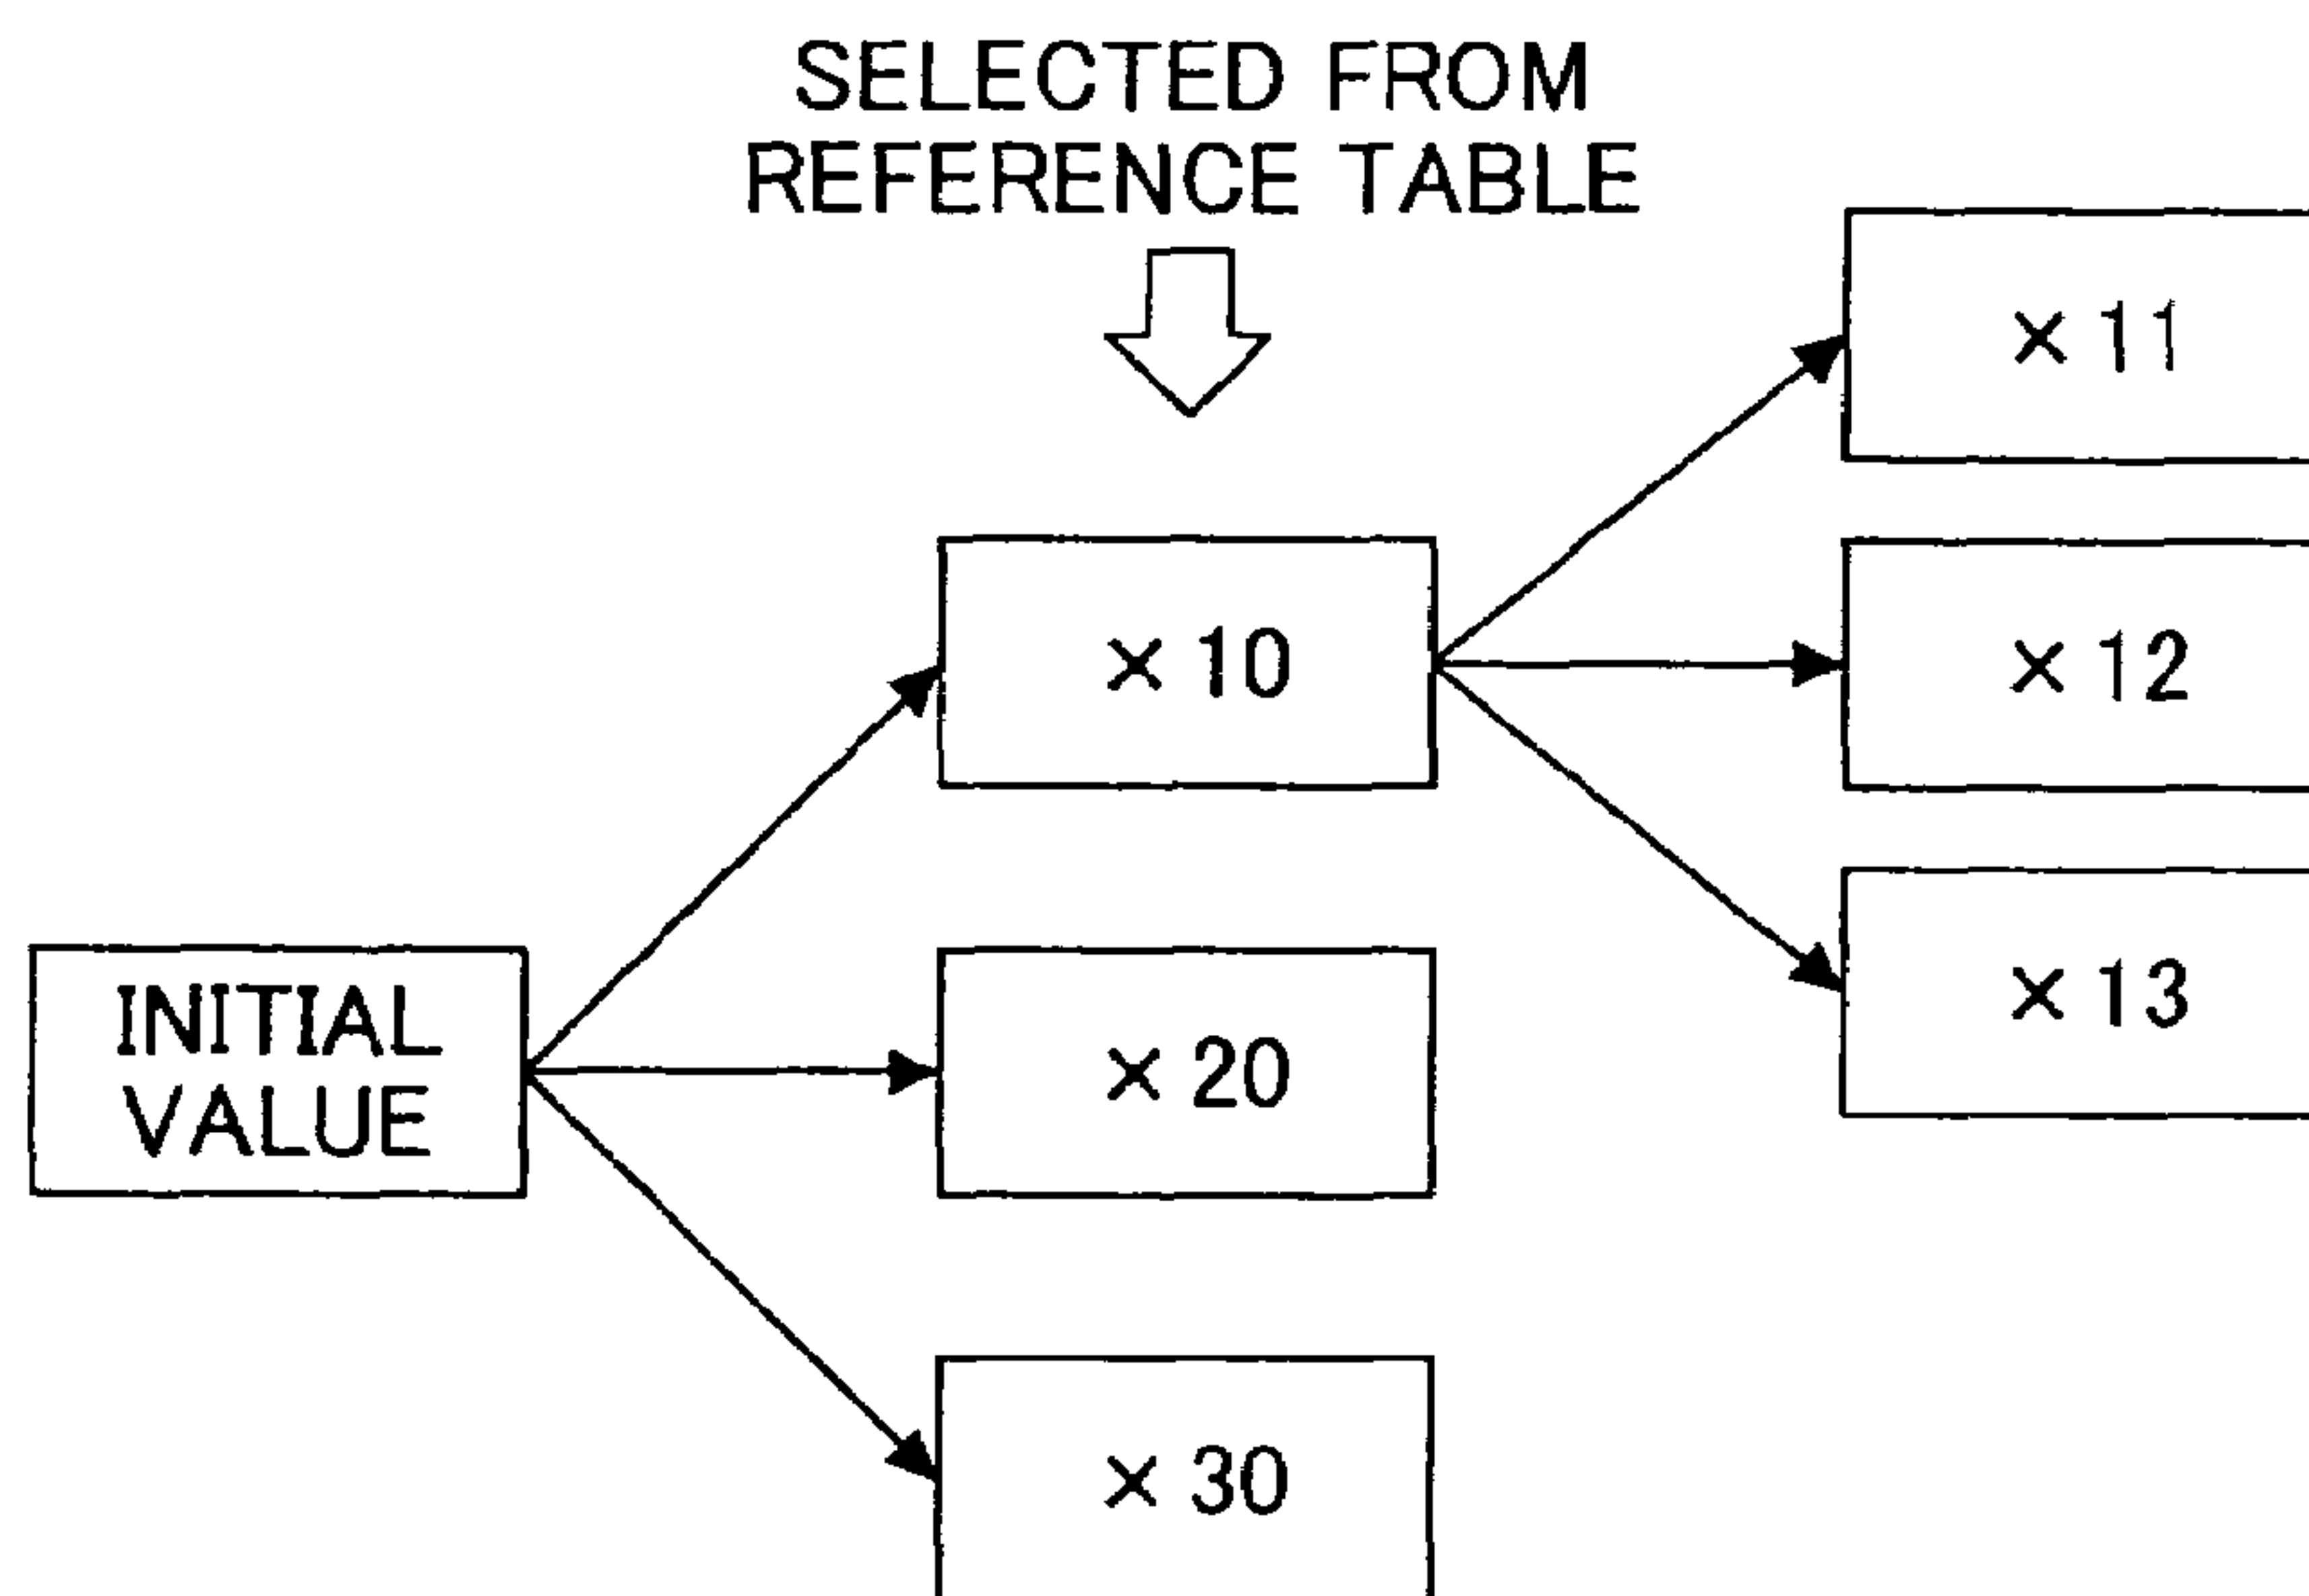 SELECTED FROM
REFERENCE TABLE
× 11
× 10
× 12
× 13
INITIAL
VALUE
× 20
× 30